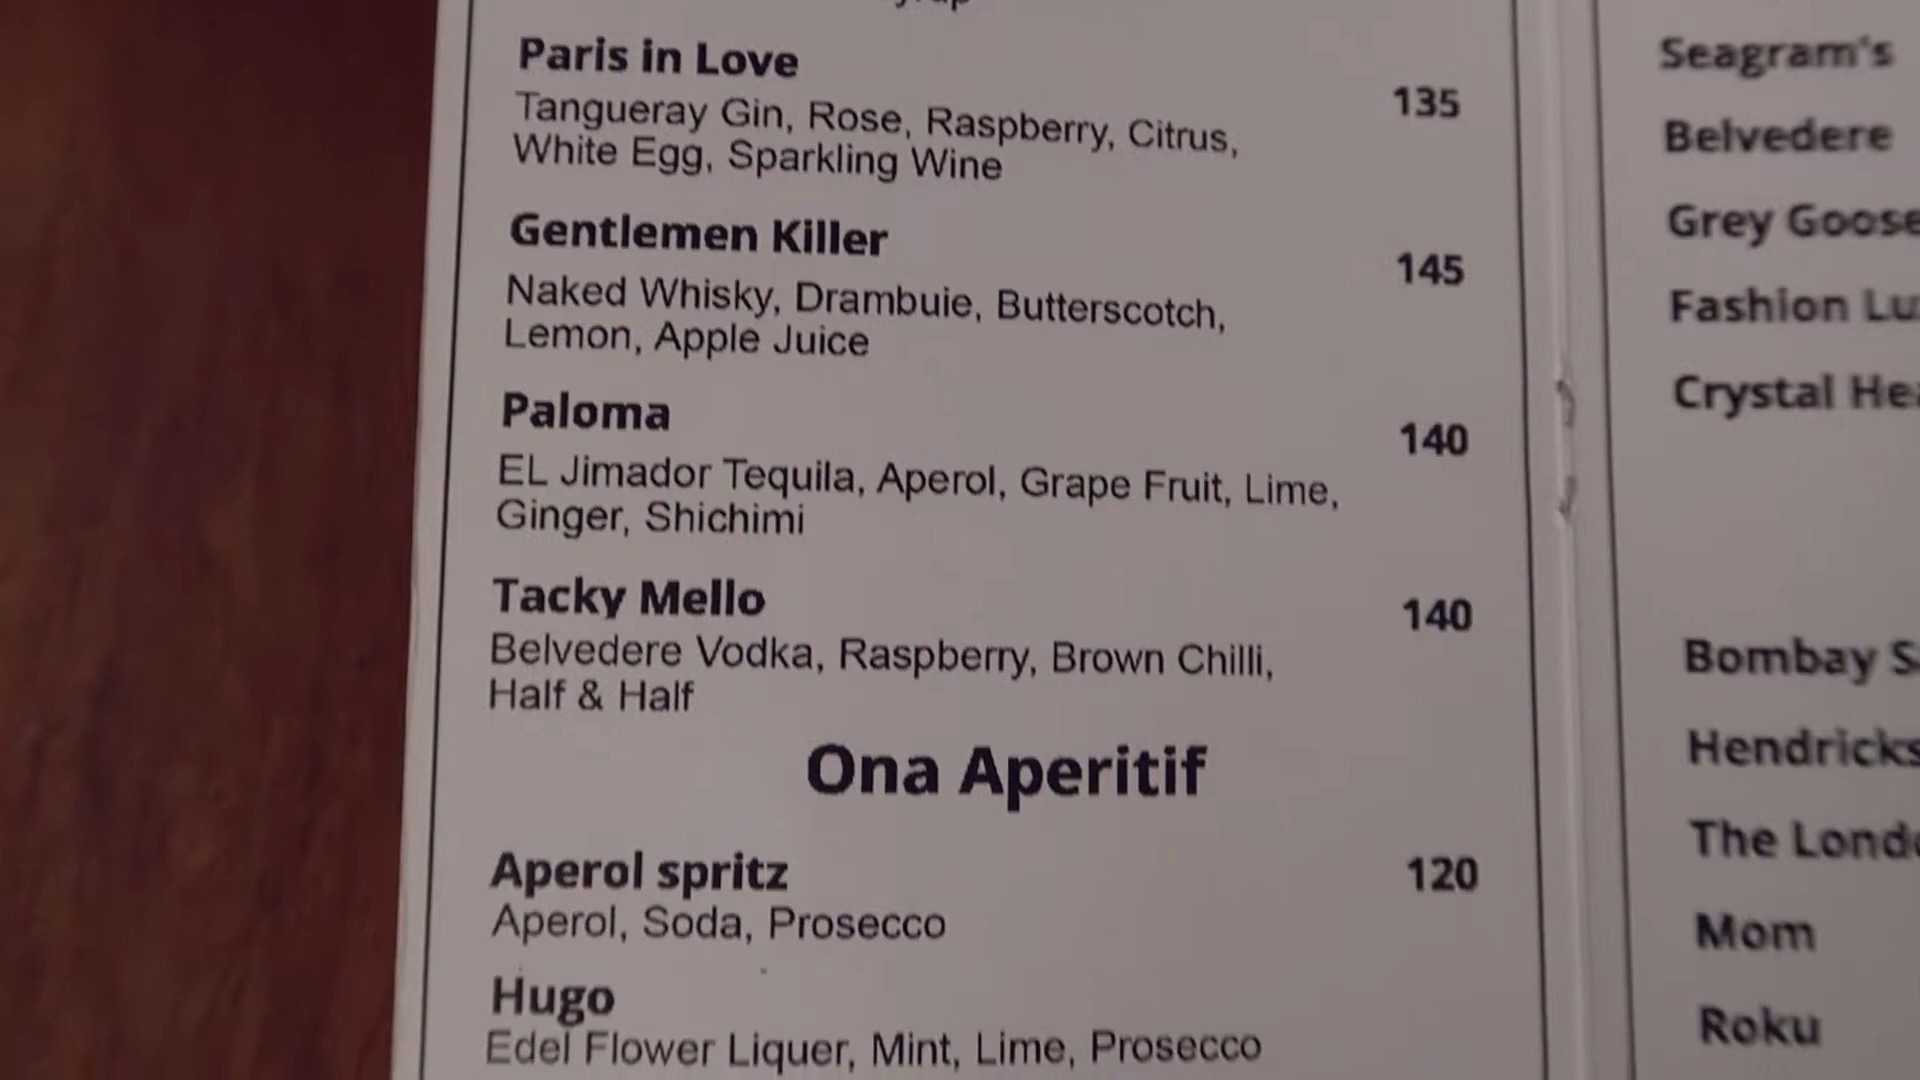 Paris in Love
135
Tangueray Gin, Rose, Raspberry, Citrus,
White Egg, Sparkling Wine
Gentlemen Killer
145
Naked Whisky, Drambuie, Butterscotch,
Lemon, Apple Juice
Paloma
140
EL Jimador Tequila, Aperol, Grape Fruit, Lime,
Ginger, Shichimi
Tacky Mello
140
Belvedere Vodka, Raspberry, Brown Chilli,
Half & Half
Ona Aperitif
Aperol spritz
120
Aperol, Soda, Prosecco
Hugo
Edel Flower Liquer, Mint, Lime, Prosecco
Seagram's
Belvedere
Grey Goose
Fashion
Crystal
Bombay
Hendricks
The
Mom
Roku